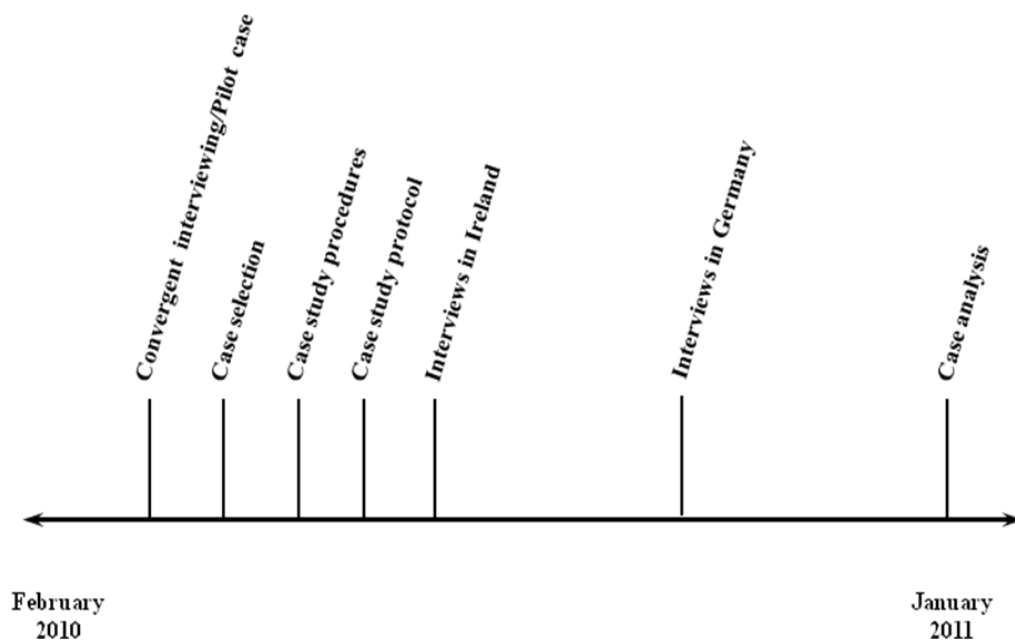 Convergent interviewing/Pilot case
Case selection
Case study procedures
Case study protocol
Interviews in Ireland
Interviews in Germany
Case analysis
February
2010
January
2011